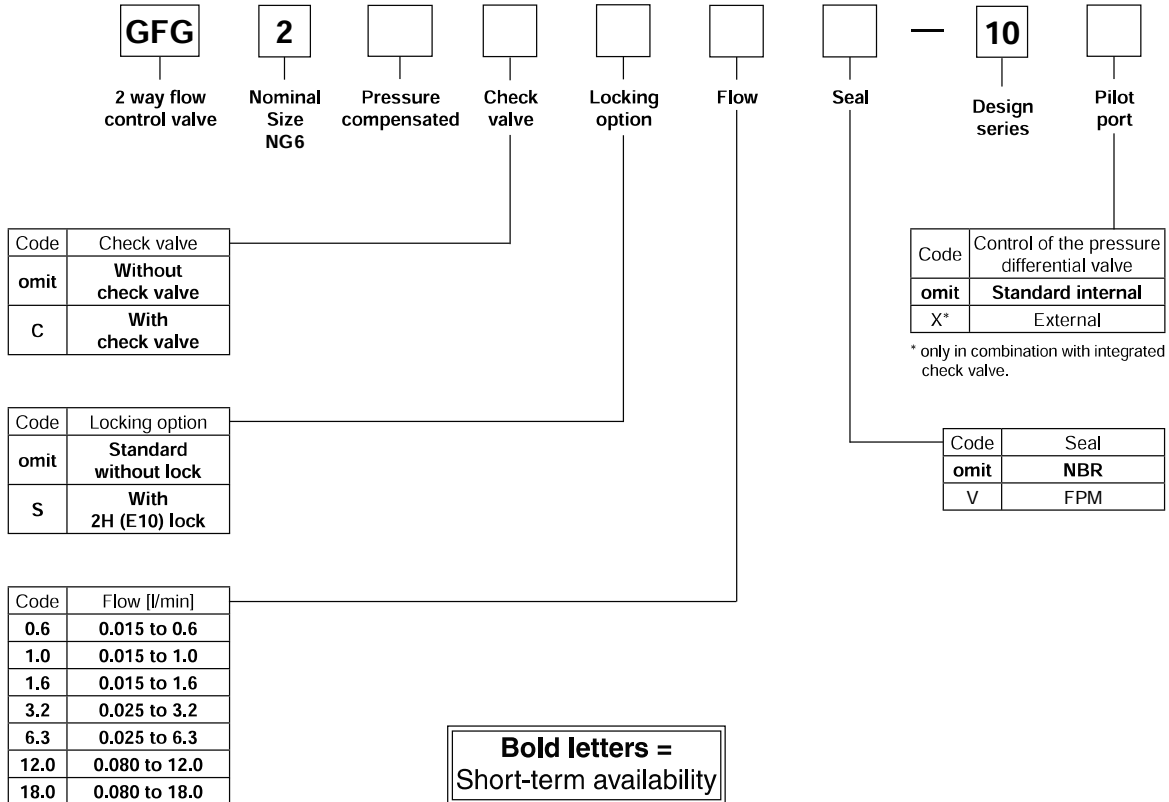 GFG 2 — 10
2 way flow
control valve
Nominal
Size
NG6
Pressure
compensated
Check
valve
Locking
option
Flow
Seal
Design
series
Pilot
port
Code Check valve
omit Without
check valve
C With
check valve
Code Control of the pressure
differential valve
omit Standard internal
X* External
* only in combination with integrated
check valve.
Code Locking option
omit Standard
without lock
S With
2H (E10) lock
Code Seal
omit NBR
V FPM
Code Flow [l/min]
0.6 0.015 to 0.6
1.0 0.015 to 1.0
1.6 0.015 to 1.6
3.2 0.025 to 3.2
6.3 0.025 to 6.3
12.0 0.080 to 12.0
18.0 0.080 to 18.0
Bold letters =
Short-term availability